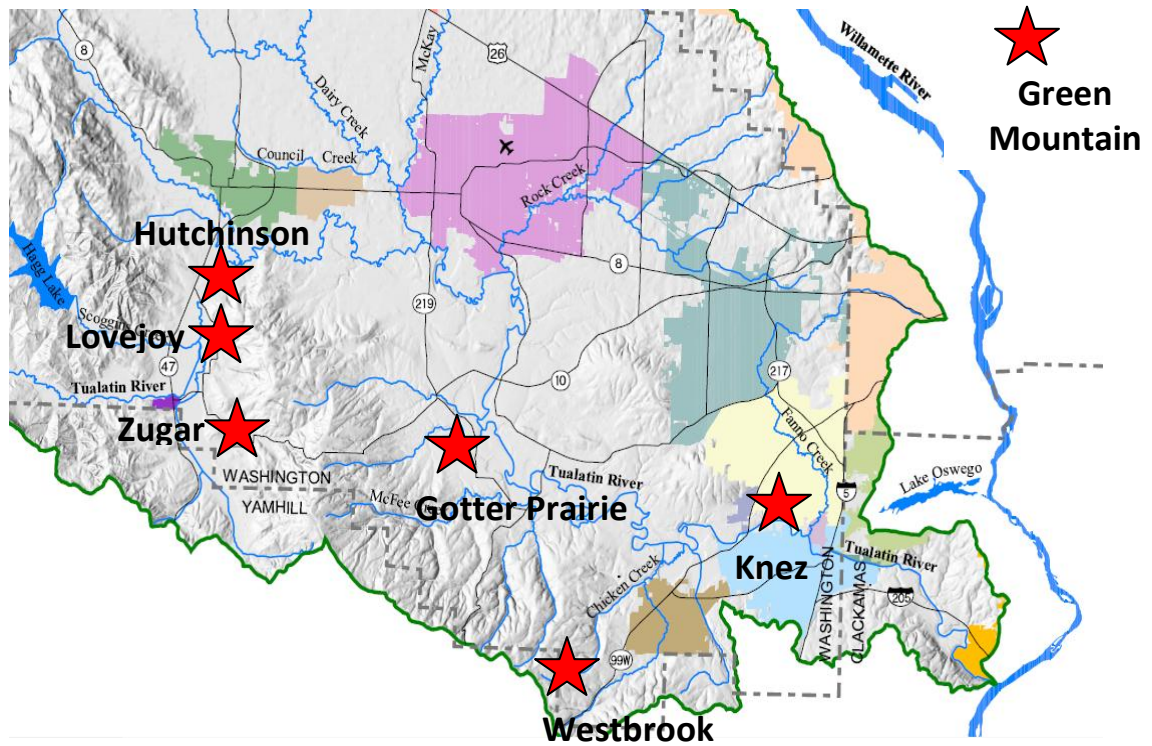 8
McKay
26
Willamette River
Green
Mountain
Dairy Creek
Council Creek
Rock Creek
Hutchinson
Hagg Lake
8
219
Scoggins
Lovejoy
47
10
217
Tualatin River
Fanno Creek
Zugar
WASHINGTON
YAMHILL
McFee
Tualatin River
Gotter Prairie
5
Lake Oswego
Knez
Tualatin River
Chicken Creek
WASHINGTON
CLACKAMAS
205
99W
Westbrook